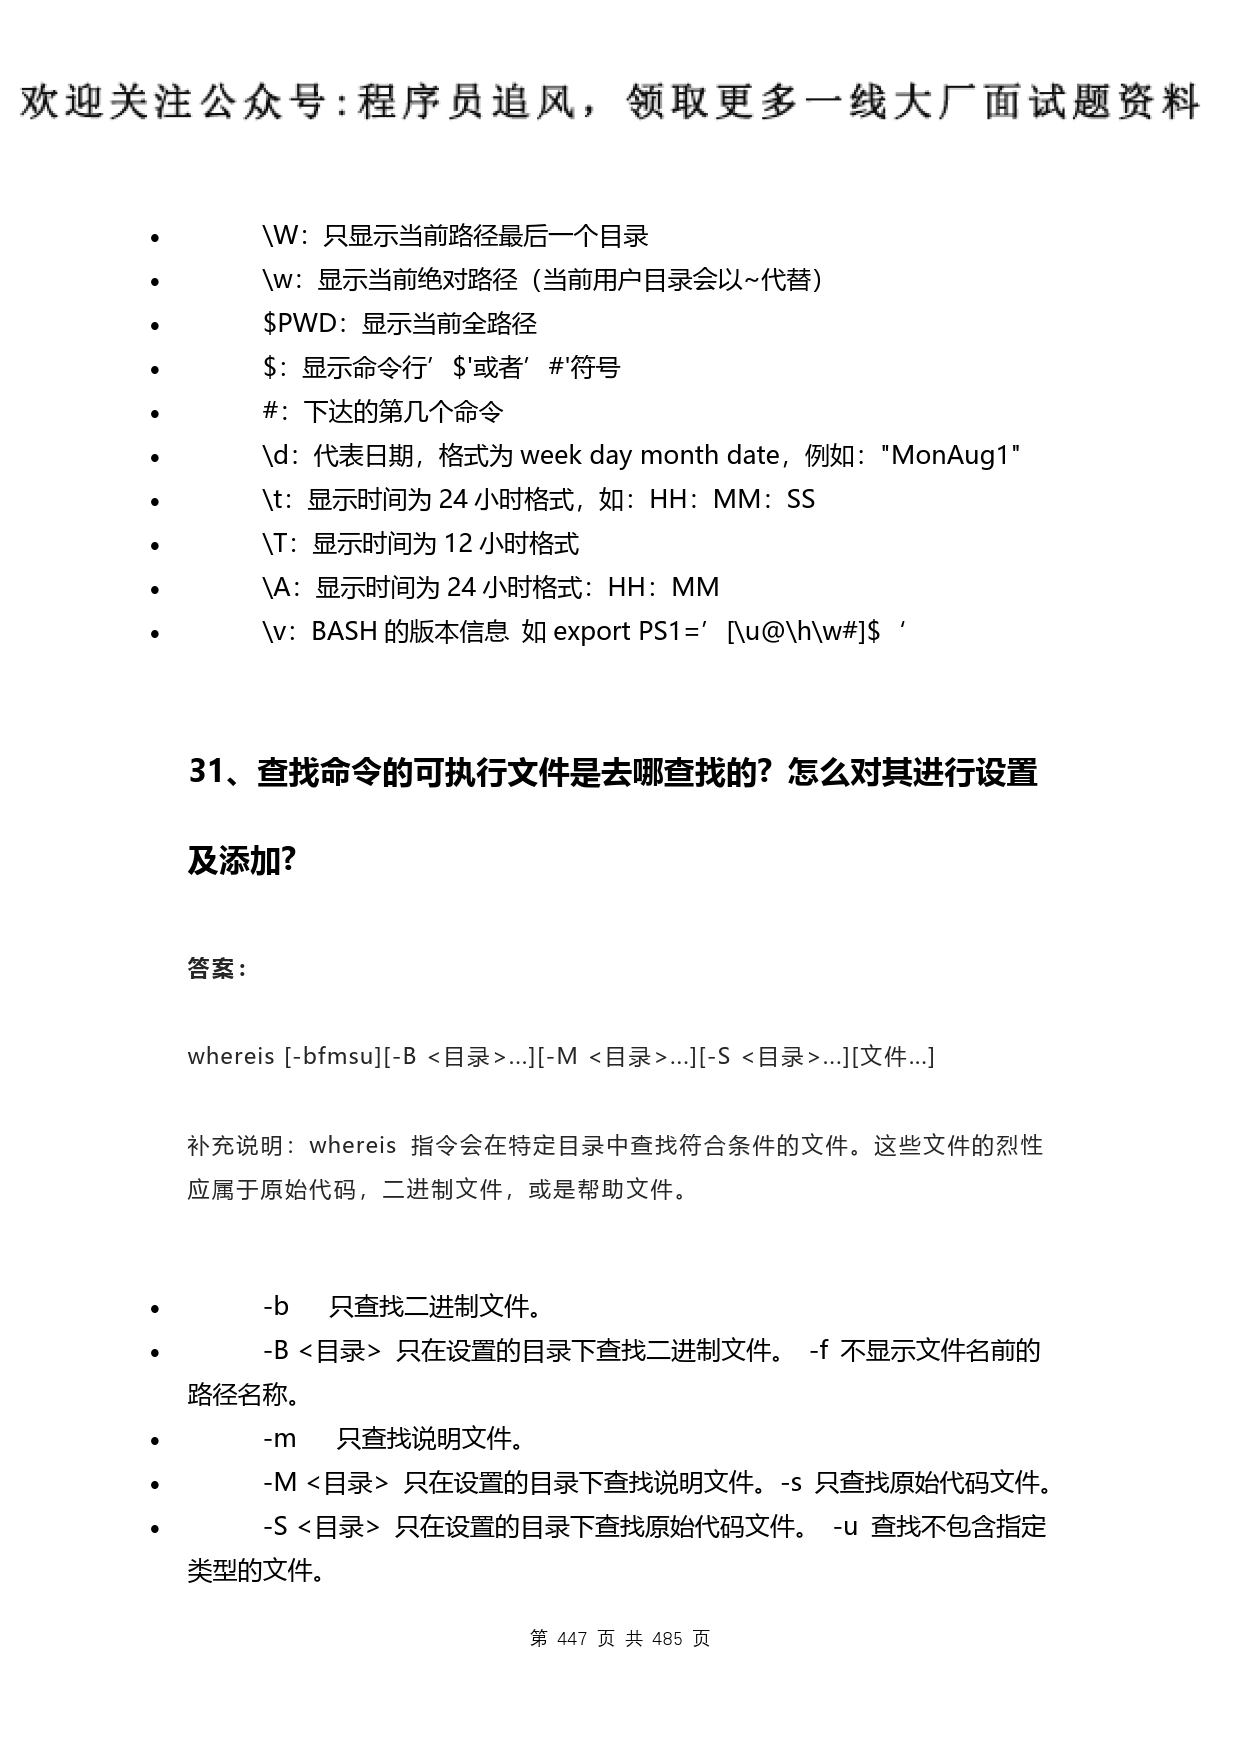 欢迎关注公众号:程序员追风，领取更多一线大厂面试题资料
• \W：只显示当前路径最后一个目录
• \w：显示当前绝对路径（当前用户目录会以~代替）
• $PWD：显示当前全路径
• $：显示命令行’$'或者’#'符号
• #：下达的第几个命令
• \d：代表日期，格式为 week day month date，例如："MonAug1"
• \t：显示时间为 24 小时格式，如：HH：MM：SS
• \T：显示时间为 12 小时格式
• \A：显示时间为 24 小时格式：HH：MM
• \v：BASH 的版本信息 如 export PS1=’[\u@\h\w#]$‘
31、查找命令的可执行文件是去哪查找的？怎么对其进行设置
及添加?
答案：
whereis [-bfmsu][-B <目录>...][-M <目录>...][-S <目录>...][文件...]
补充说明：whereis 指令会在特定目录中查找符合条件的文件。这些文件的烈性
应属于原始代码，二进制文件，或是帮助文件。
• -b 只查找二进制文件。
• -B <目录> 只在设置的目录下查找二进制文件。 -f 不显示文件名前的
路径名称。
• -m 只查找说明文件。
• -M <目录> 只在设置的目录下查找说明文件。-s 只查找原始代码文件。
• -S <目录> 只在设置的目录下查找原始代码文件。 -u 查找不包含指定
类型的文件。
第 447 页 共 485 页